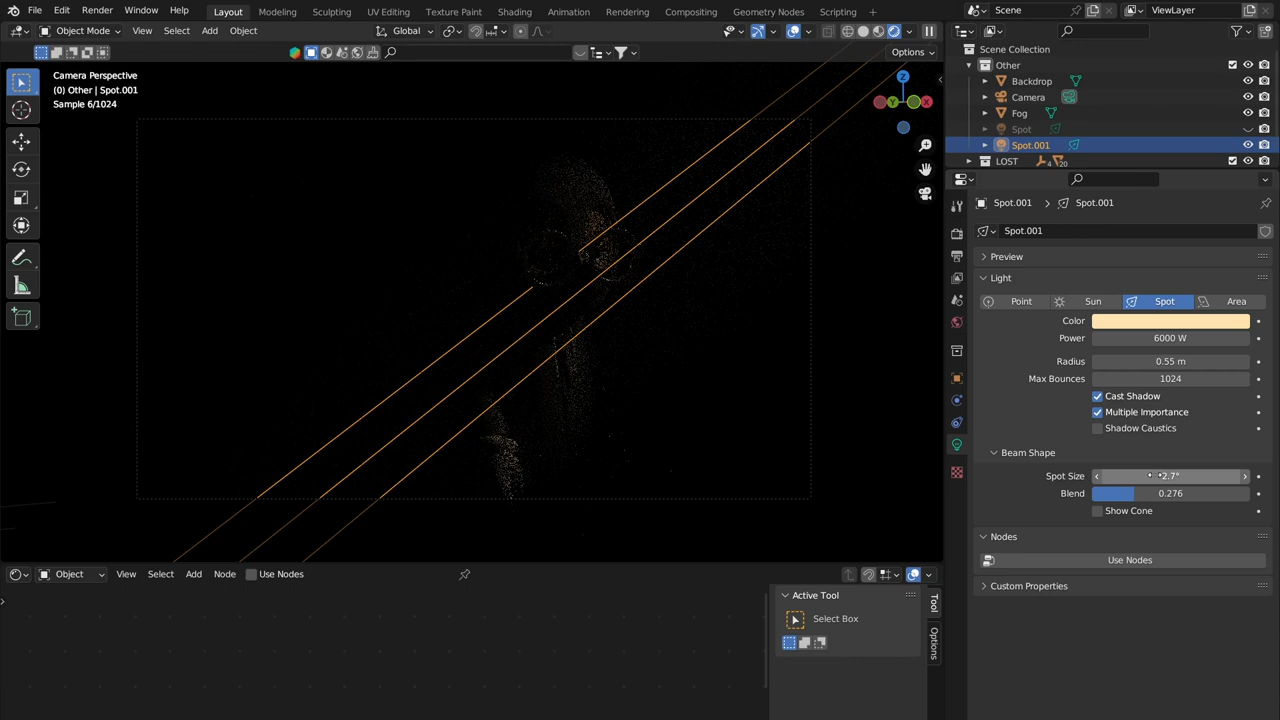 File Edit Render Window Help Layout Modeling Sculpting UV Editing Texture Paint Shading Animation Rendering Compositing Geometry Nodes Scripting + Scene ViewLayer
Object Mode View Select Add Object Global
Options
Camera Perspective
(0) Other | Spot.001
Sample 6/1024
Z
Y
X
Scene Collection
Other
Backdrop
Camera
Fog
Spot
Spot.001
LOST 4 20
Spot.001 > Spot.001
Spot.001
Preview
Light
Point Sun Spot Area
Color
Power 6000 W
Radius 0.55 m
Max Bounces 1024
Cast Shadow
Multiple Importance
Shadow Caustics
Beam Shape
Spot Size 2.7°
Blend 0.276
Show Cone
Nodes
Use Nodes
Custom Properties
Object View Select Add Node Use Nodes
Active Tool
Select Box
Tool
Options